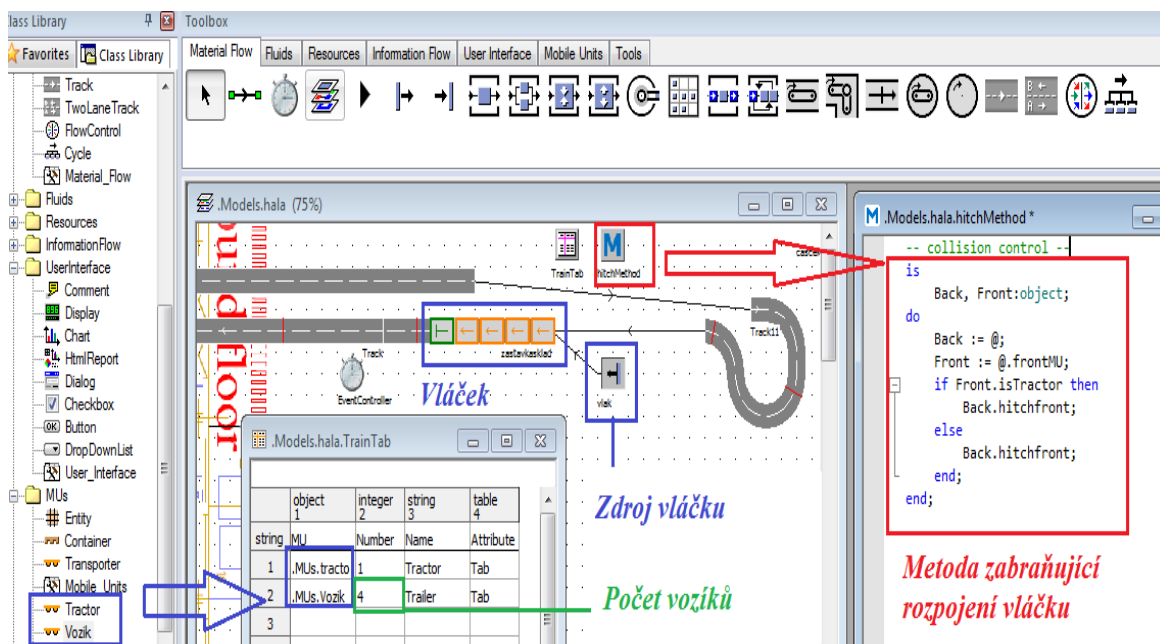 Class Library
Toolbox
Favorites
Class Library
Material Flow
Fluids
Resources
Information Flow
User Interface
Mobile Units
Tools
Track
TwoLaneTrack
FlowControl
Cycle
Material_Flow
Fluids
Resources
InformationFlow
UserInterface
Comment
Display
Chart
HtmlReport
Dialog
Checkbox
Button
DropDownList
User_Interface
MUs
Entity
Container
Transporter
Mobile_Units
Tractor
Vozik
.Models.hala (75%)
TrainTab
hitchMethod
Track11
Track
zastavkasklad
EventController
vlak
Vláček
Zdroj vláčku
.Models.hala.TrainTab
object integer string table
1 2 3 4
string MU Number Name Attribute
1 .MUs.tracto 1 Tractor Tab
2 .MUs.Vozik 4 Trailer Tab
3
Počet vozíků
.Models.hala.hitchMethod *
-- collision control --
is
Back, Front:object;
do
Back := @;
Front := @.frontMU;
if Front.isTractor then
Back.hitchfront;
else
Back.hitchfront;
end;
end;
Metoda zabraňující
rozpojení vláčku